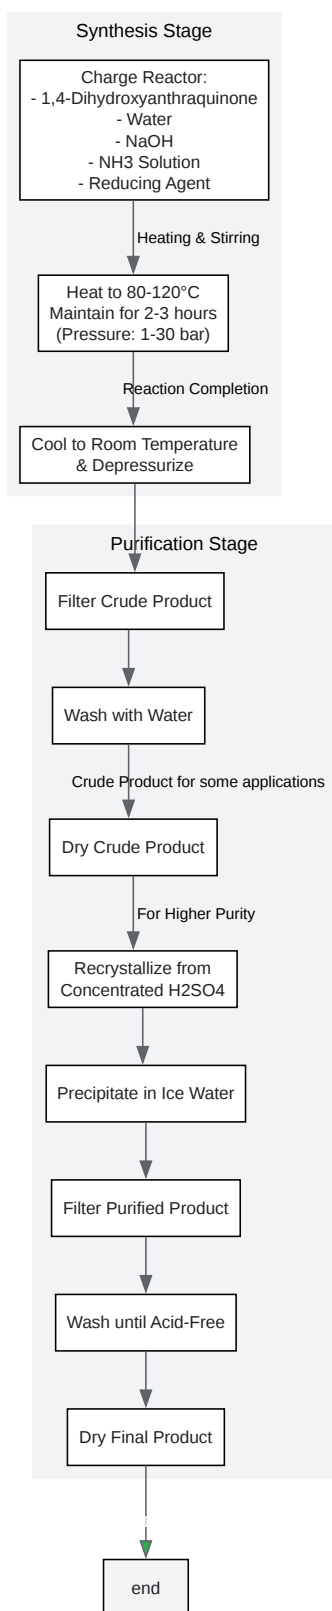 Synthesis Stage
Charge Reactor:
- 1,4-Dihydroxyanthraquinone
- Water
- NaOH
- NH3 Solution
- Reducing Agent
Heating & Stirring
Heat to 80-120°C
Maintain for 2-3 hours
(Pressure: 1-30 bar)
Reaction Completion
Cool to Room Temperature
& Depressurize
Purification Stage
Filter Crude Product
Wash with Water
Crude Product for some applications
Dry Crude Product
For Higher Purity
Recrystallize from
Concentrated H2SO4
Precipitate in Ice Water
Filter Purified Product
Wash until Acid-Free
Dry Final Product
end